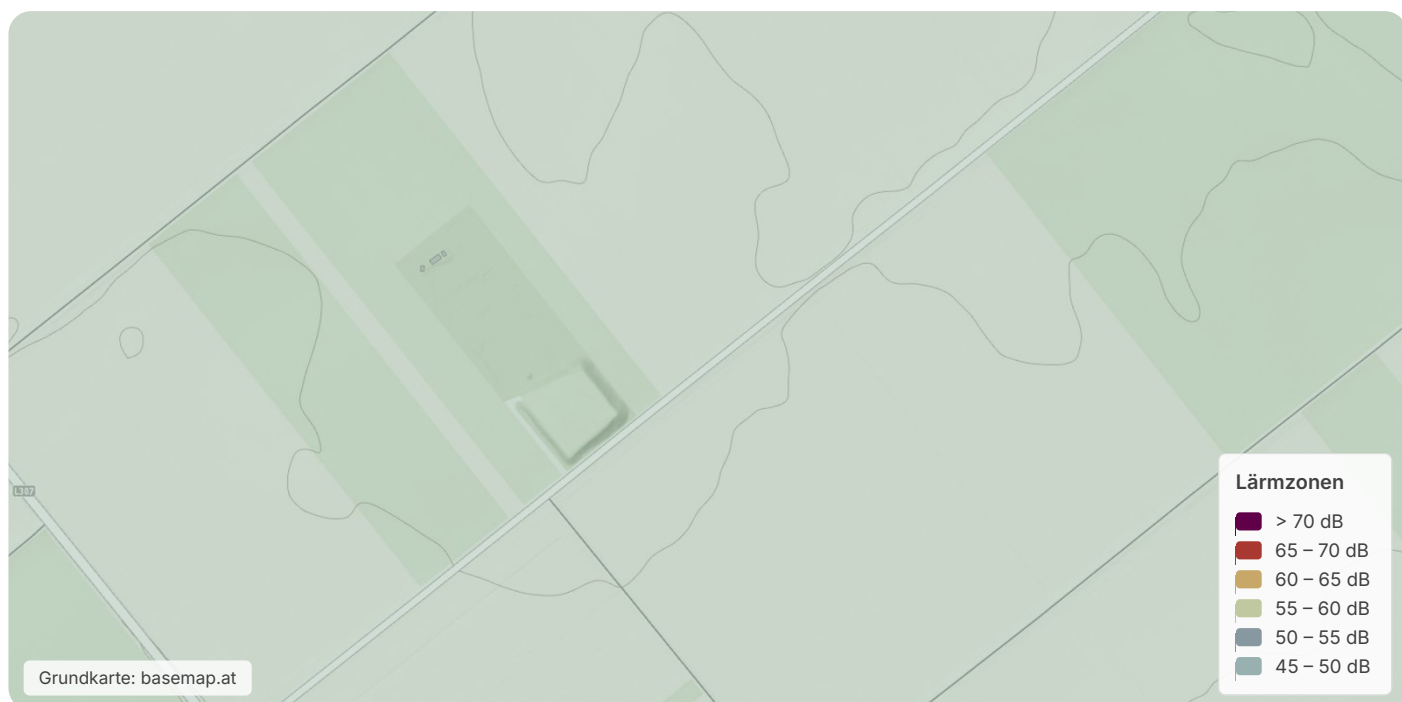 Lärmzonen
> 70 dB
65 – 70 dB
60 – 65 dB
55 – 60 dB
50 – 55 dB
45 – 50 dB
Grundkarte: basemap.at